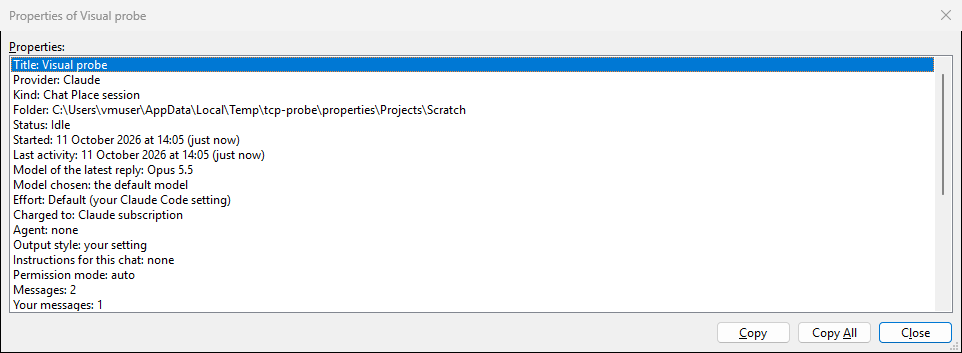 Properties of Visual probe
Properties:
Title: Visual probe
Provider: Claude
Kind: Chat Place session
Folder: C:\Users\vmuser\AppData\Local\Temp\tcp-probe\properties\Projects\Scratch
Status: Idle
Started: 11 October 2026 at 14:05 (just now)
Last activity: 11 October 2026 at 14:05 (just now)
Model of the latest reply: Opus 5.5
Model chosen: the default model
Effort: Default (your Claude Code setting)
Charged to: Claude subscription
Agent: none
Output style: your setting
Instructions for this chat: none
Permission mode: auto
Messages: 2
Your messages: 1
Copy Copy All Close